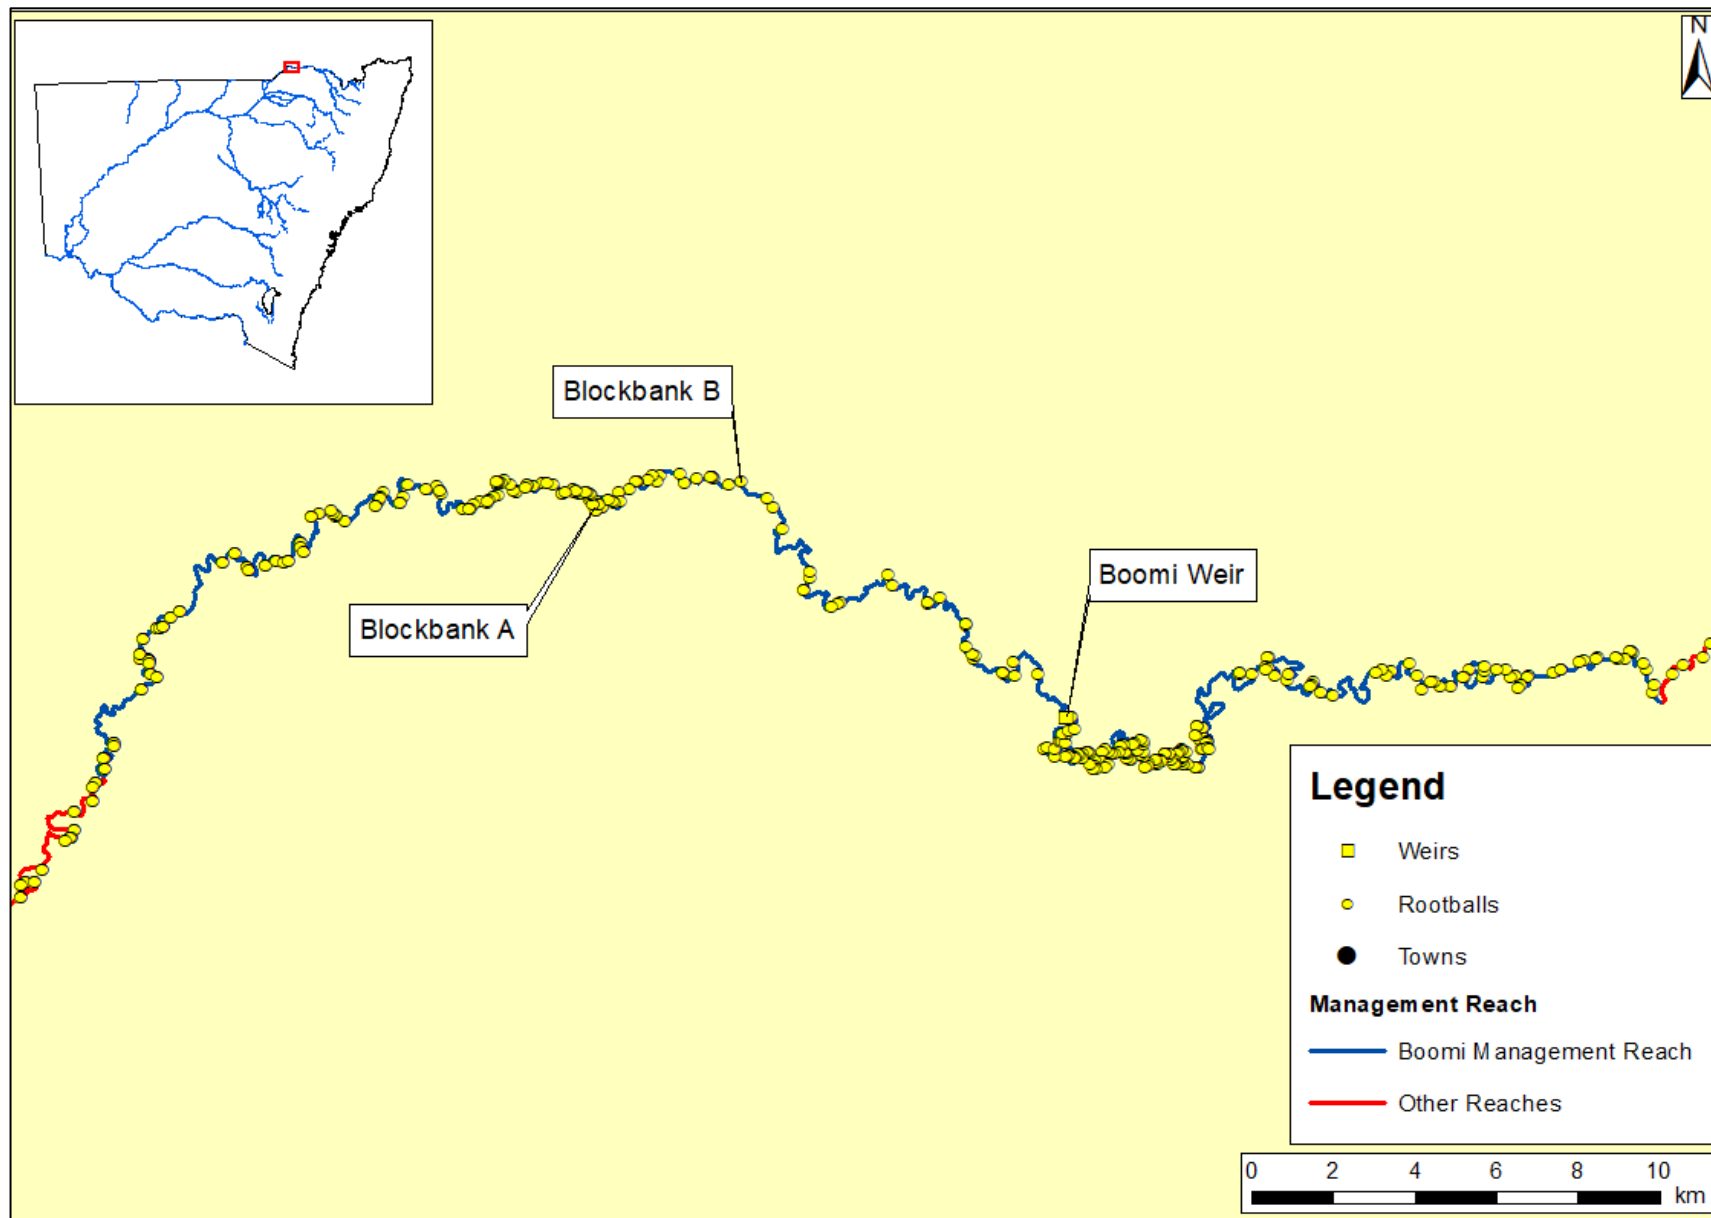 N
Blockbank B
Boomi Weir
Blockbank A
Legend
Weirs
Rootballs
Towns
Management Reach
Boomi Management Reach
Other Reaches
0 2 4 6 8 10
km